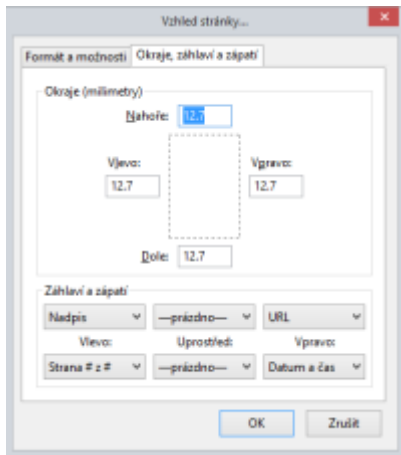 Vzhled stránky...
Formát a možnosti Okraje, záhlaví a zápatí
Okraje (milimetry)
Nahoře: 12.7
Vlevo: Vpravo:
12.7 12.7
Dole: 12.7
Záhlaví a zápatí
Nadpis —prázdno— URL
Vlevo: Uprostřed: Vpravo:
Strana # z # —prázdno— Datum a čas
OK Zrušit